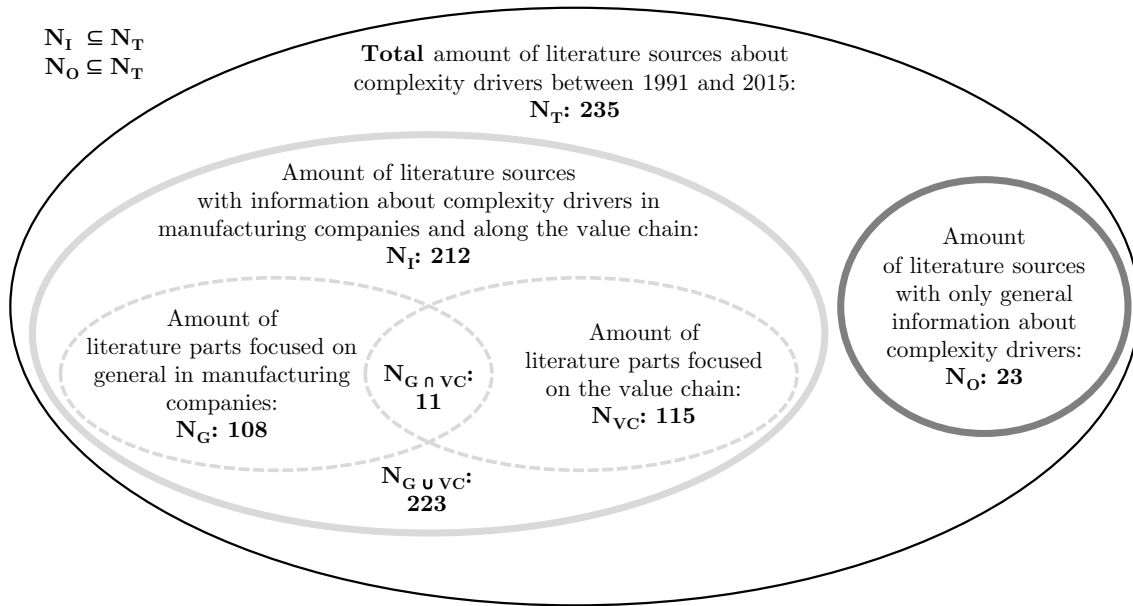 N_I ⊆ N_T
N_O ⊆ N_T
Total amount of literature sources about
complexity drivers between 1991 and 2015:
N_T: 235
Amount of literature sources
with information about complexity drivers in
manufacturing companies and along the value chain:
N_I: 212
Amount of
literature parts focused on
general in manufacturing
companies:
N_G: 108
N_G ∩ VC:
11
Amount of
literature parts focused
on the value chain:
N_VC: 115
N_G ∪ VC:
223
Amount
of literature sources
with only general
information about
complexity drivers:
N_O: 23